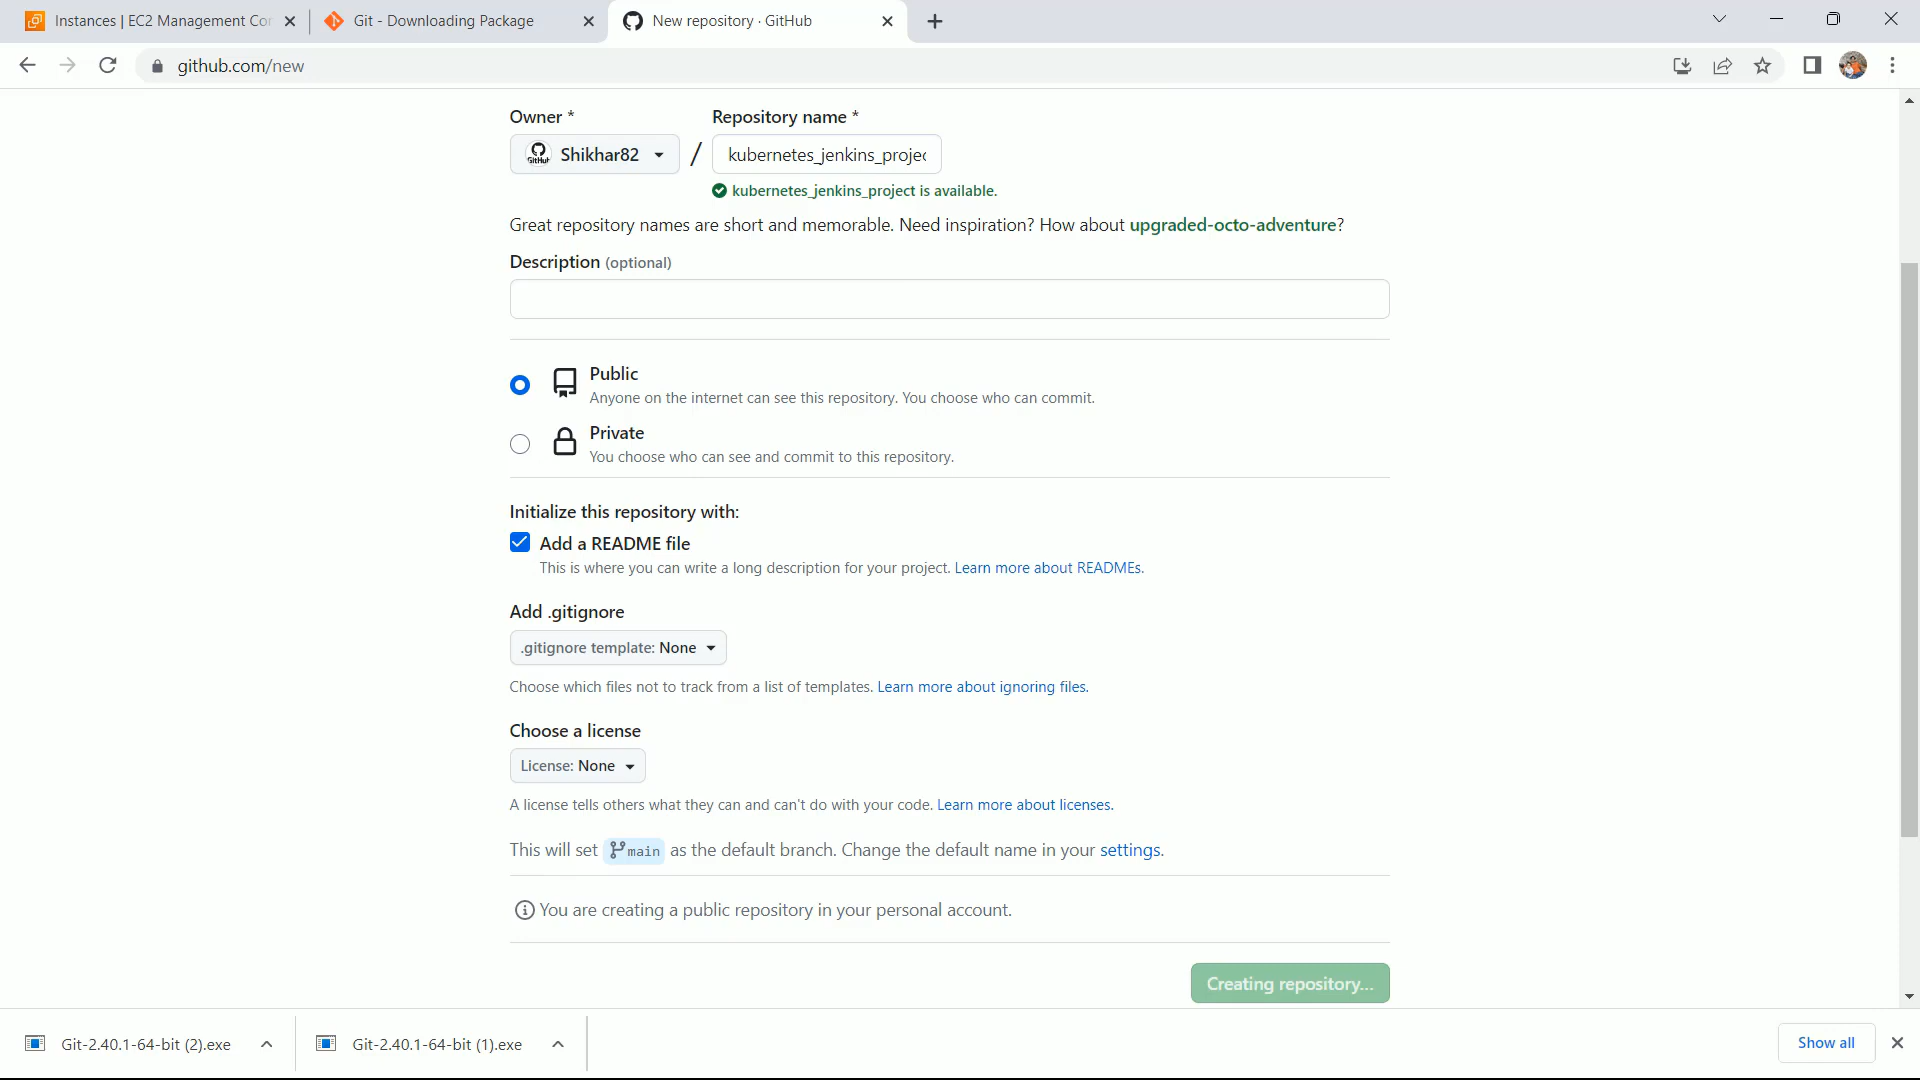 Instances | EC2 Management Co
Git - Downloading Package
New repository · GitHub
github.com/new
Owner *
Repository name *
GitHub
Shikhar82
/
kubernetes_jenkins_projec
kubernetes_jenkins_project is available.
Great repository names are short and memorable. Need inspiration? How about upgraded-octo-adventure?
Description (optional)
Public
Anyone on the internet can see this repository. You choose who can commit.
Private
You choose who can see and commit to this repository.
Initialize this repository with:
Add a README file
This is where you can write a long description for your project. Learn more about READMEs.
Add .gitignore
.gitignore template: None
Choose which files not to track from a list of templates. Learn more about ignoring files.
Choose a license
License: None
A license tells others what they can and can't do with your code. Learn more about licenses.
This will set main as the default branch. Change the default name in your settings.
You are creating a public repository in your personal account.
Creating repository...
Git-2.40.1-64-bit (2).exe
Git-2.40.1-64-bit (1).exe
Show all